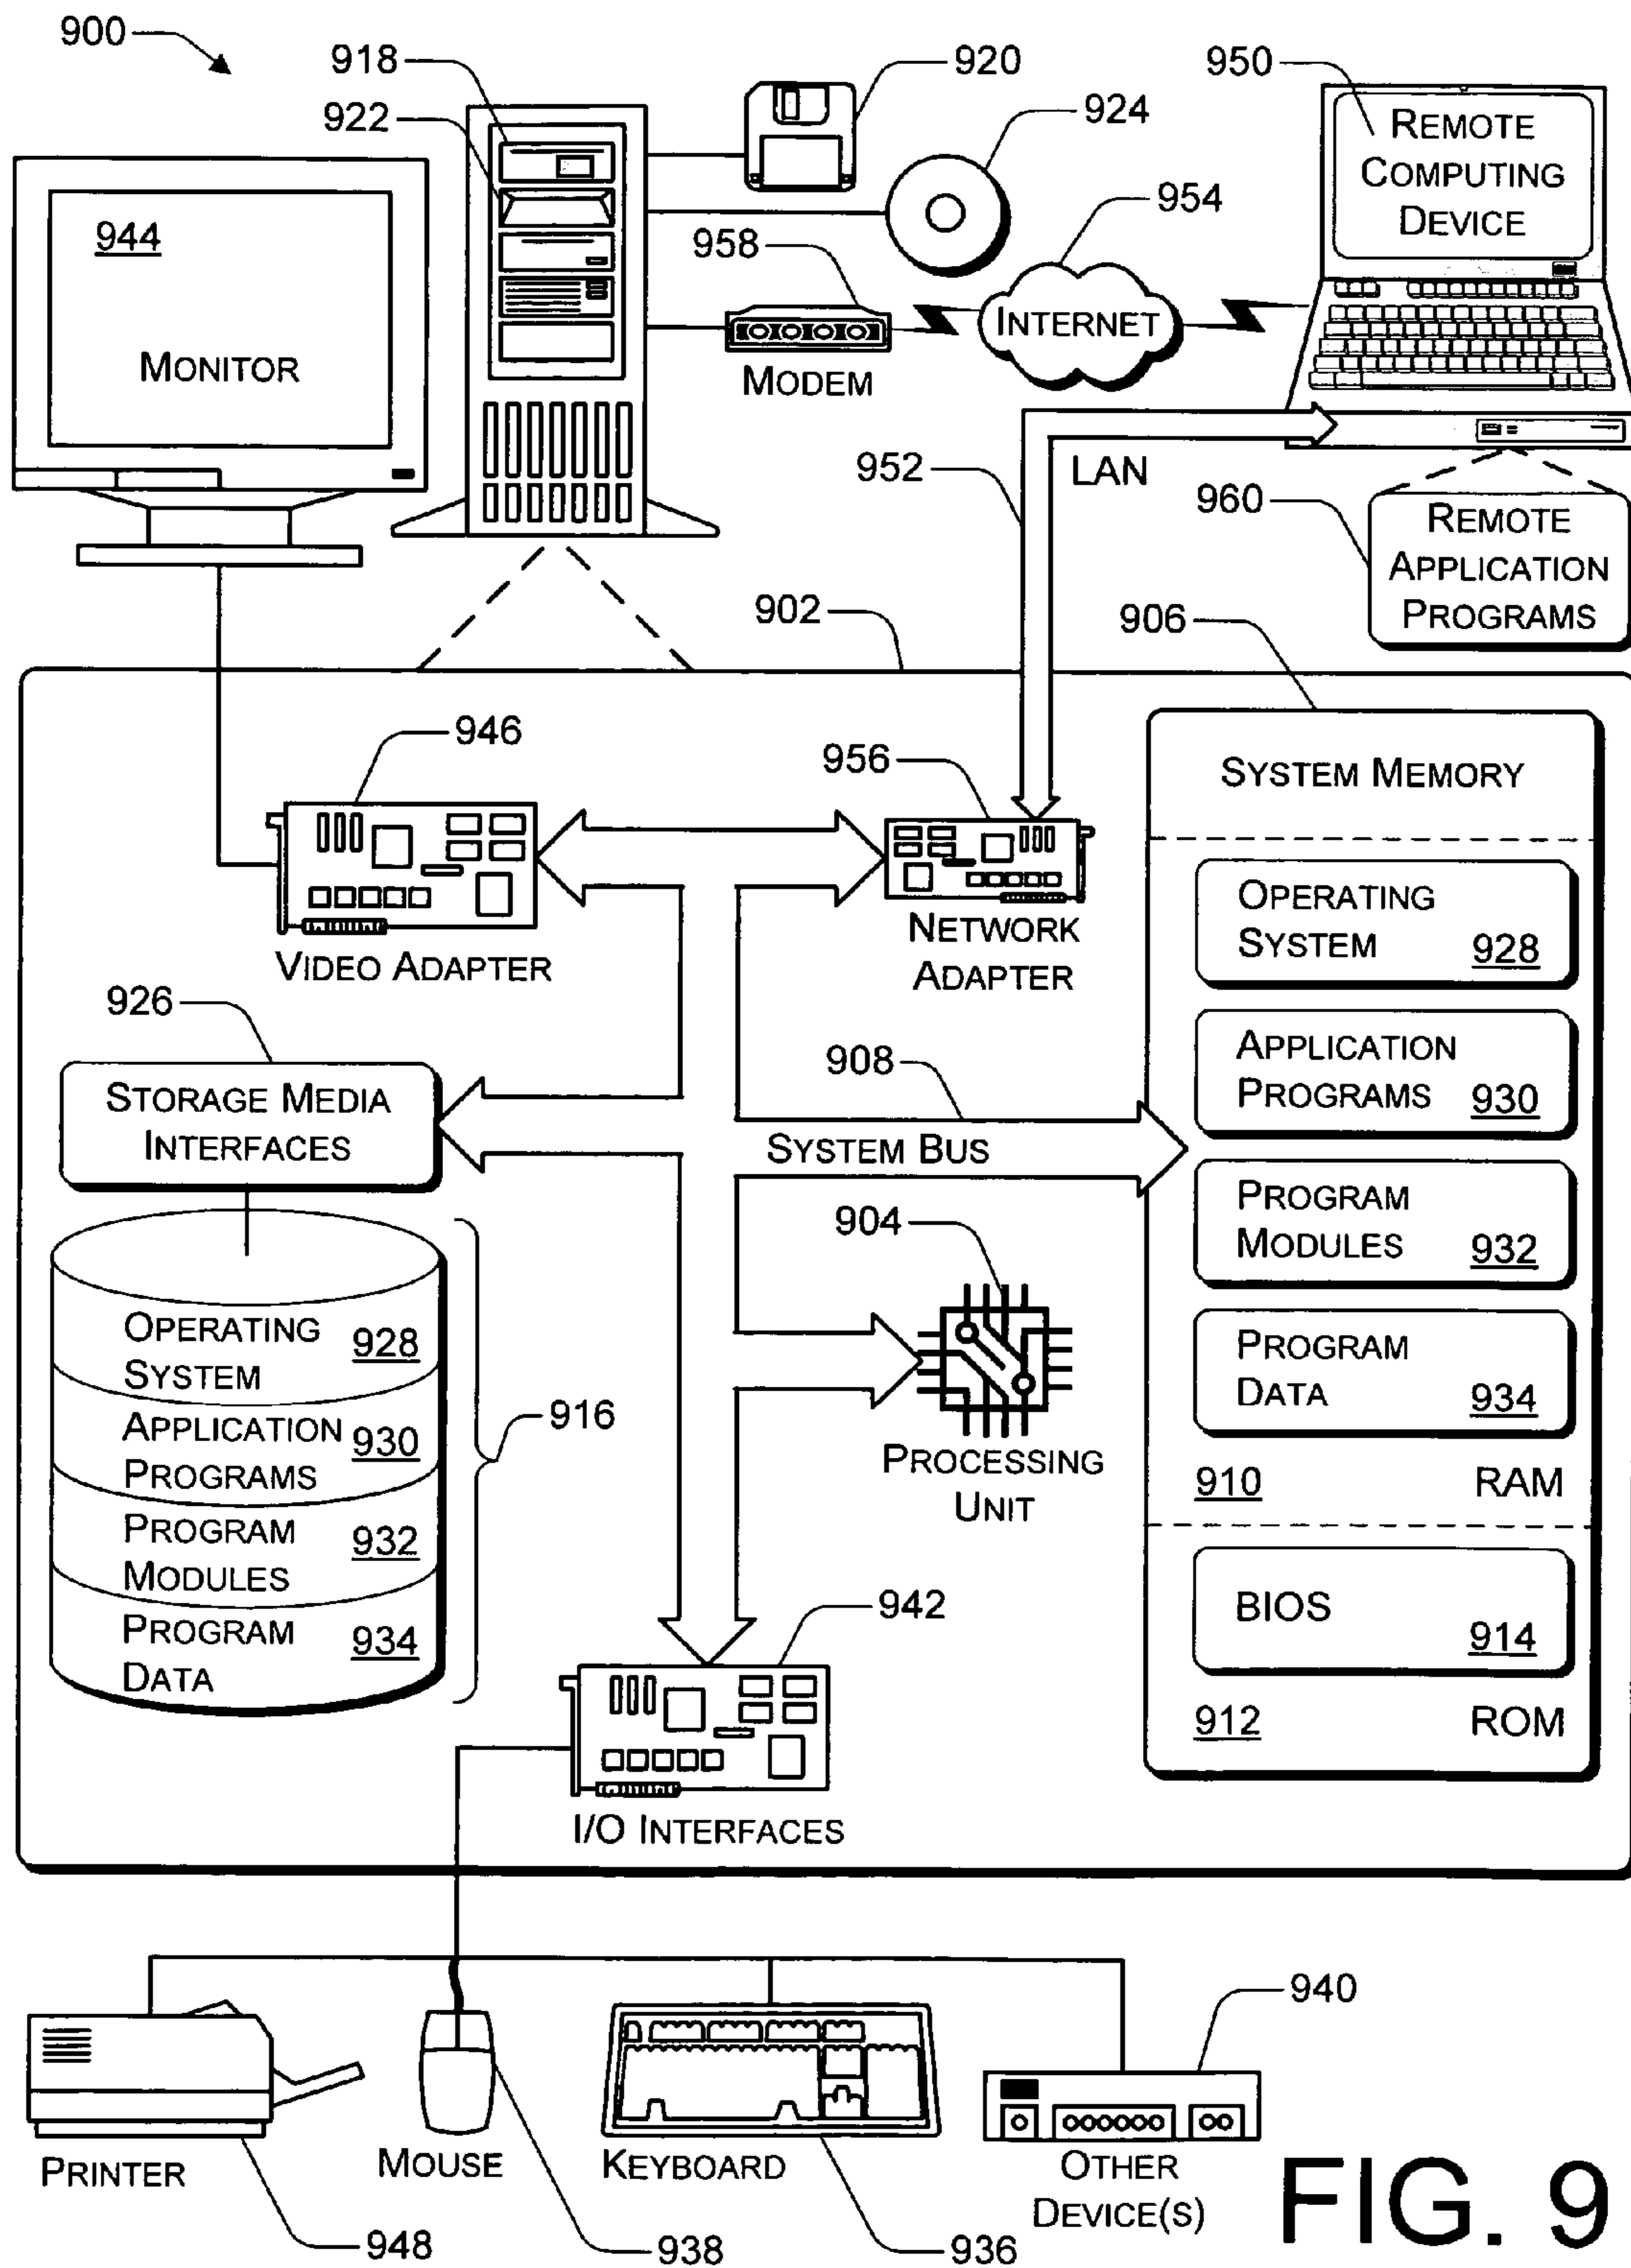 900
918
920
950
922
924
REMOTE
COMPUTING
DEVICE
944
958
954
MONITOR
INTERNET
MODEM
952
LAN
960
REMOTE
APPLICATION
PROGRAMS
902
906
946
956
SYSTEM MEMORY
VIDEO ADAPTER
NETWORK
ADAPTER
OPERATING
SYSTEM 928
926
908
APPLICATION
PROGRAMS 930
STORAGE MEDIA
INTERFACES
SYSTEM BUS
PROGRAM
MODULES 932
904
OPERATING
SYSTEM 928
APPLICATION
PROGRAMS 930
PROGRAM
MODULES 932
PROGRAM
DATA 934
916
PROCESSING
UNIT
PROGRAM
DATA 934
910 RAM
942
BIOS
914
912 ROM
I/O INTERFACES
940
PRINTER
MOUSE
KEYBOARD
OTHER
DEVICE(S)
948
938
936
FIG. 9